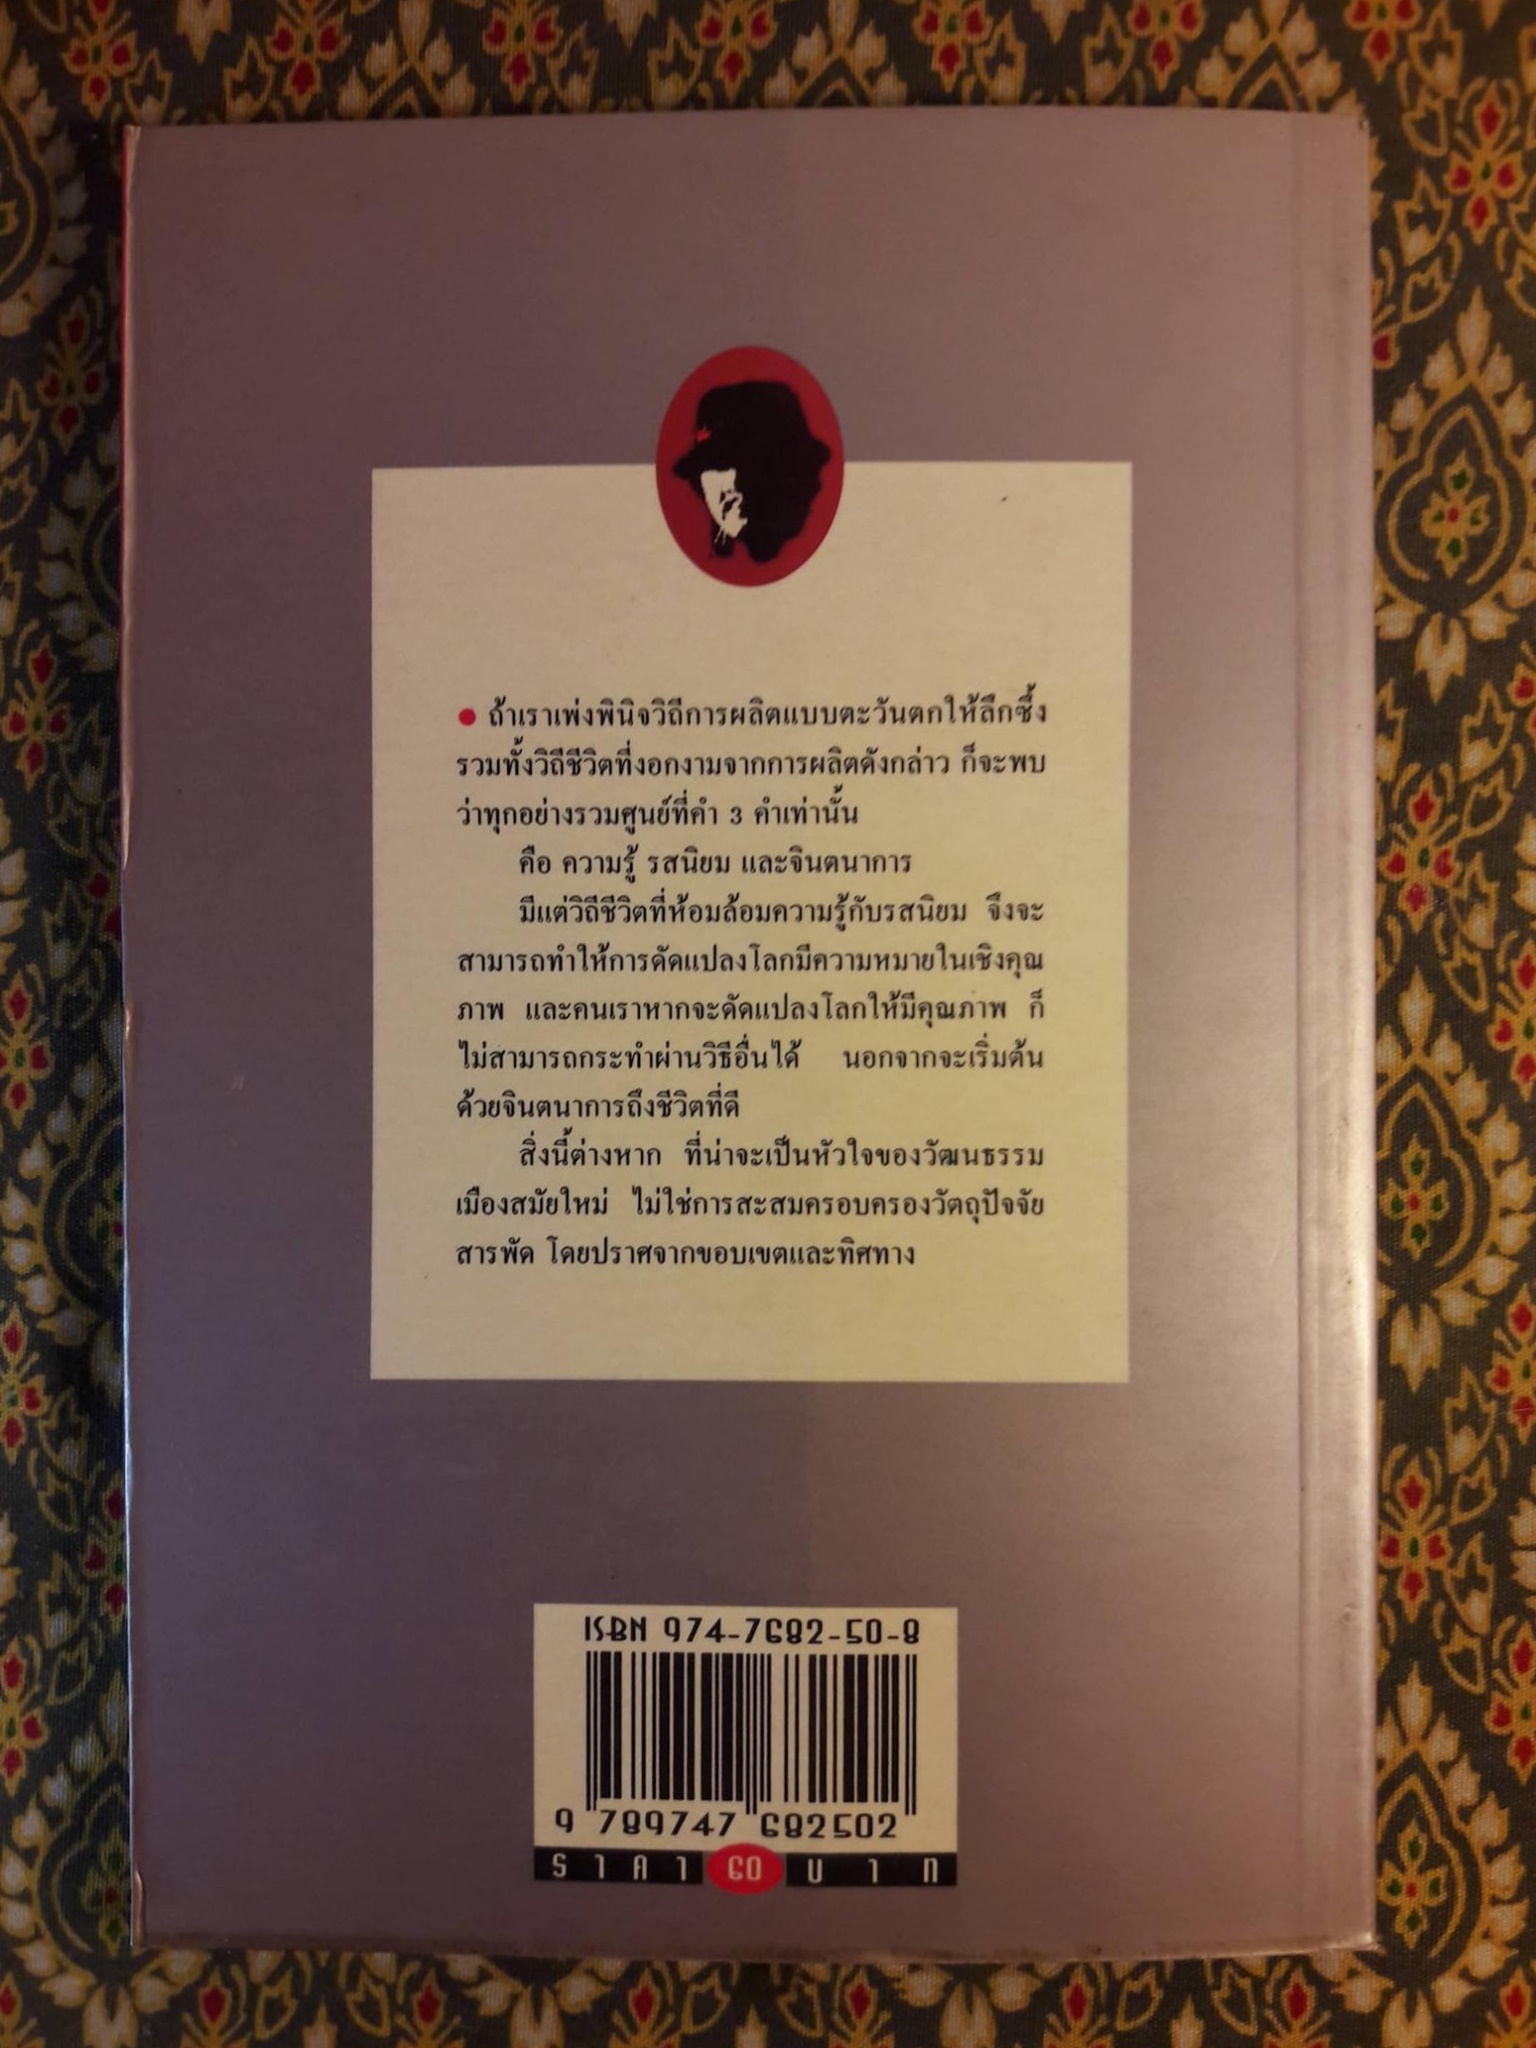 ● ถ้าเราเพ่งพินิจวิถีการผลิตแบบตะวันตกให้ลึกซึ้ง
รวมทั้งวิถีชีวิตที่งอกงามจากการผลิตดังกล่าว ก็จะพบ
ว่าทุกอย่างรวมศูนย์ที่คำ 3 คำเท่านั้น
คือ ความรู้ รสนิยม และจินตนาการ
มีแต่วิถีชีวิตที่ห้อมล้อมความรู้กับรสนิยม จึงจะ
สามารถทำให้การดัดแปลงโลกมีความหมายในเชิงคุณ
ภาพ และคนเราหากจะดัดแปลงโลกให้มีคุณภาพ ก็
ไม่สามารถกระทำผ่านวิธีอื่นได้ นอกจากจะเริ่มต้น
ด้วยจินตนาการถึงชีวิตที่ดี
สิ่งนี้ต่างหาก ที่น่าจะเป็นหัวใจของวัฒนธรรม
เมืองสมัยใหม่ ไม่ใช่การสะสมครอบครองวัตถุปัจจัย
สารพัด โดยปราศจากขอบเขตและทิศทาง
ISBN 974-7682-50-8
9 789747 682502
ราคา 60 บาท